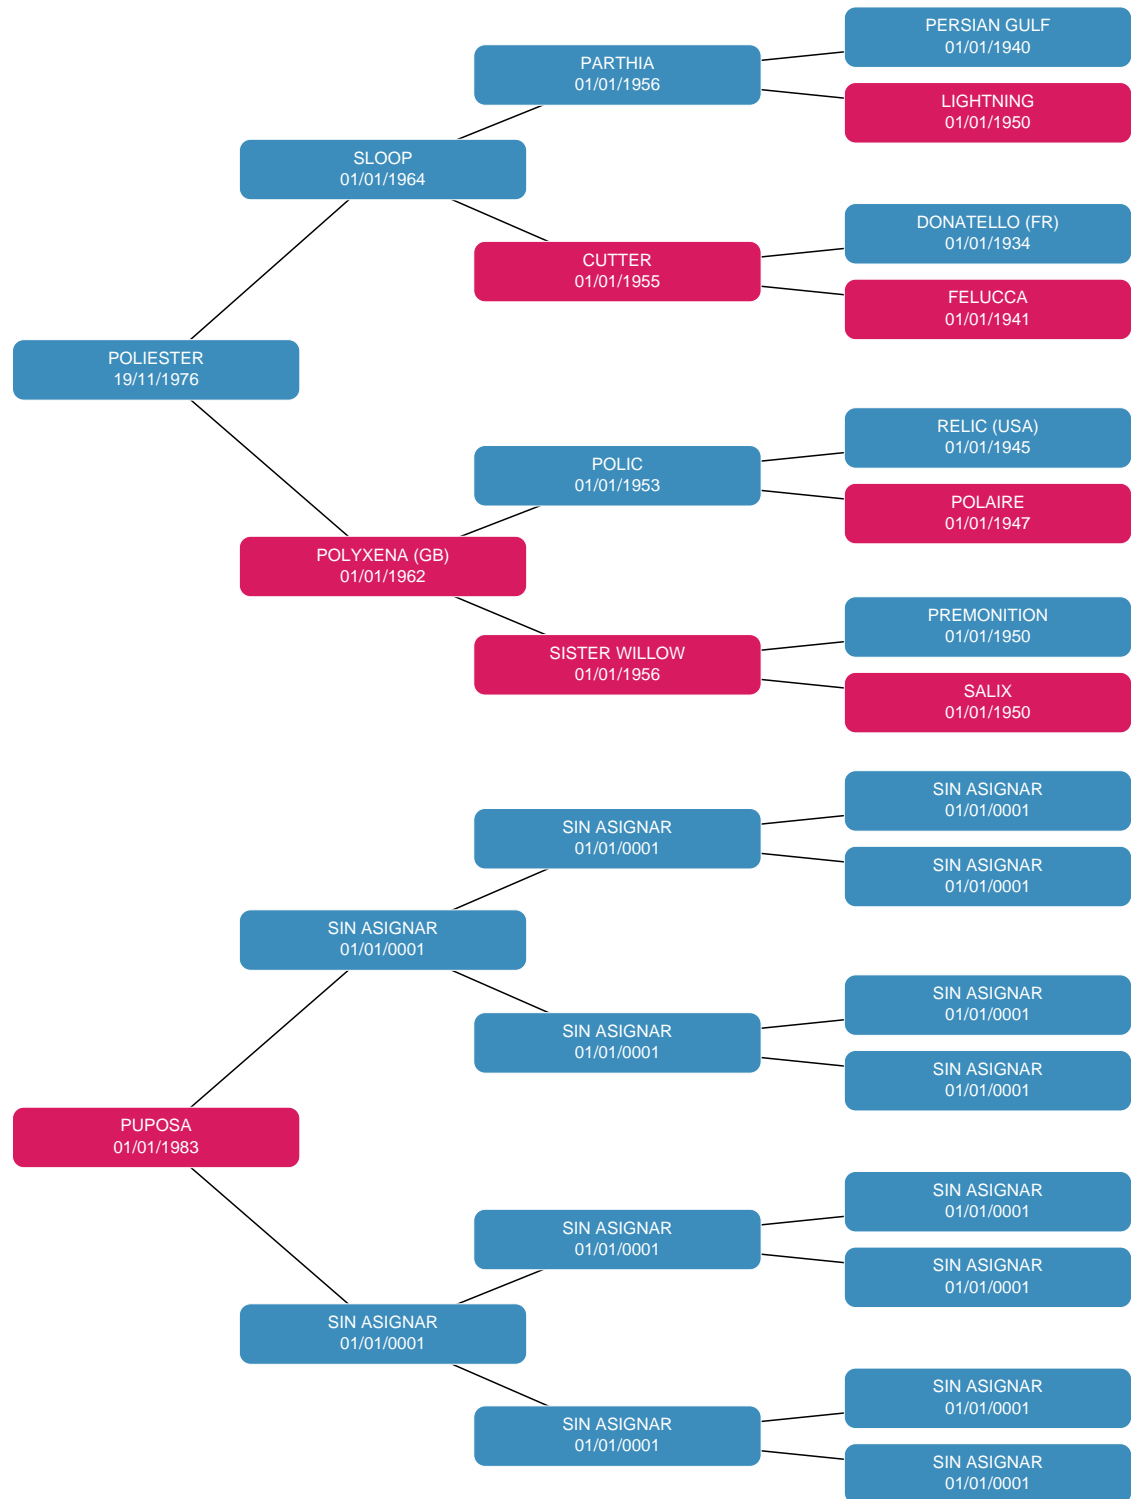 PERSIAN GULF
01/01/1940
PARTHIA
01/01/1956
LIGHTNING
01/01/1950
SLOOP
01/01/1964
DONATELLO (FR)
01/01/1934
CUTTER
01/01/1955
FELUCCA
01/01/1941
POLIESTER
19/11/1976
RELIC (USA)
01/01/1945
POLIC
01/01/1953
POLAIRE
01/01/1947
POLYXENA (GB)
01/01/1962
PREMONITION
01/01/1950
SISTER WILLOW
01/01/1956
SALIX
01/01/1950
SIN ASIGNAR
01/01/0001
SIN ASIGNAR
01/01/0001
SIN ASIGNAR
01/01/0001
SIN ASIGNAR
01/01/0001
SIN ASIGNAR
01/01/0001
SIN ASIGNAR
01/01/0001
SIN ASIGNAR
01/01/0001
PUPOSA
01/01/1983
SIN ASIGNAR
01/01/0001
SIN ASIGNAR
01/01/0001
SIN ASIGNAR
01/01/0001
SIN ASIGNAR
01/01/0001
SIN ASIGNAR
01/01/0001
SIN ASIGNAR
01/01/0001
SIN ASIGNAR
01/01/0001